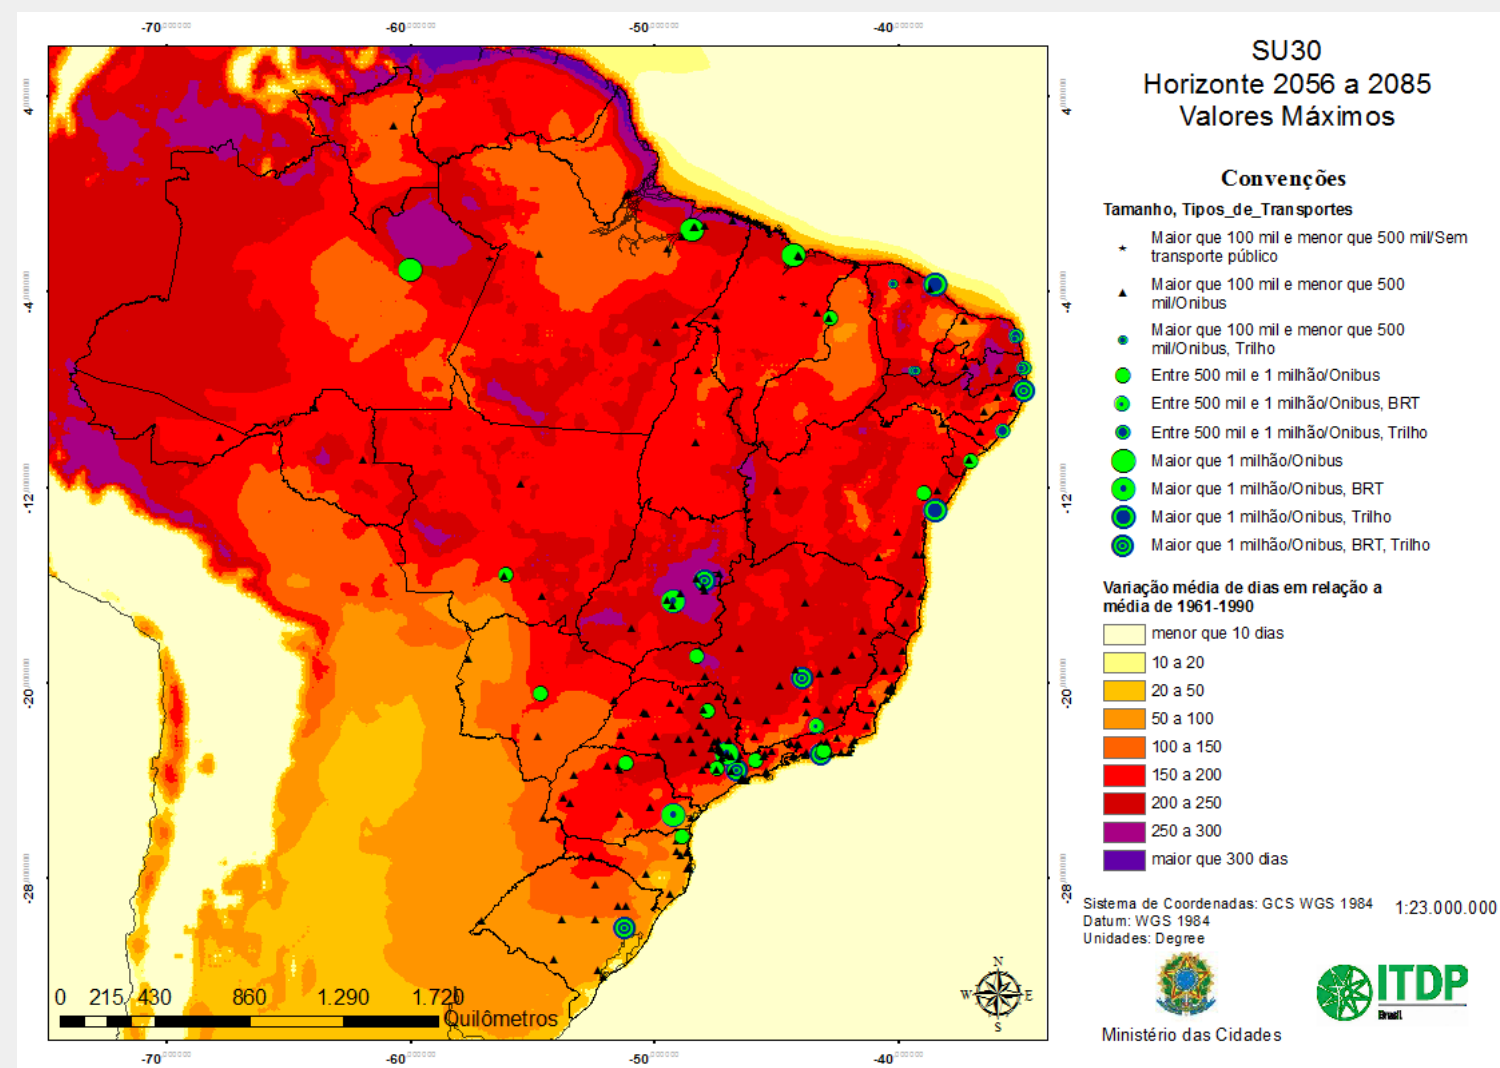 -70
-60
-50
-40
SU30
Horizonte 2056 a 2085
Valores Máximos
Convenções
Tamanho, Tipos_de_Transportes
Maior que 100 mil e menor que 500 mil/Sem
transporte público
Maior que 100 mil e menor que 500
mil/Onibus
Maior que 100 mil e menor que 500
mil/Onibus, Trilho
Entre 500 mil e 1 milhão/Onibus
Entre 500 mil e 1 milhão/Onibus, BRT
Entre 500 mil e 1 milhão/Onibus, Trilho
Maior que 1 milhão/Onibus
Maior que 1 milhão/Onibus, BRT
Maior que 1 milhão/Onibus, Trilho
Maior que 1 milhão/Onibus, BRT, Trilho
Variação média de dias em relação a
média de 1961-1990
menor que 10 dias
10 a 20
20 a 50
50 a 100
100 a 150
150 a 200
200 a 250
250 a 300
maior que 300 dias
Sistema de Coordenadas: GCS WGS 1984
1:23.000.000
Datum: WGS 1984
Unidades: Degree
Ministério das Cidades
ITDP
Brasil
4
-4
-12
-20
-28
4
-4
-12
-20
-28
N
W E
S
0 215 430 860 1.290 1.720
Quilômetros
-70
-60
-50
-40